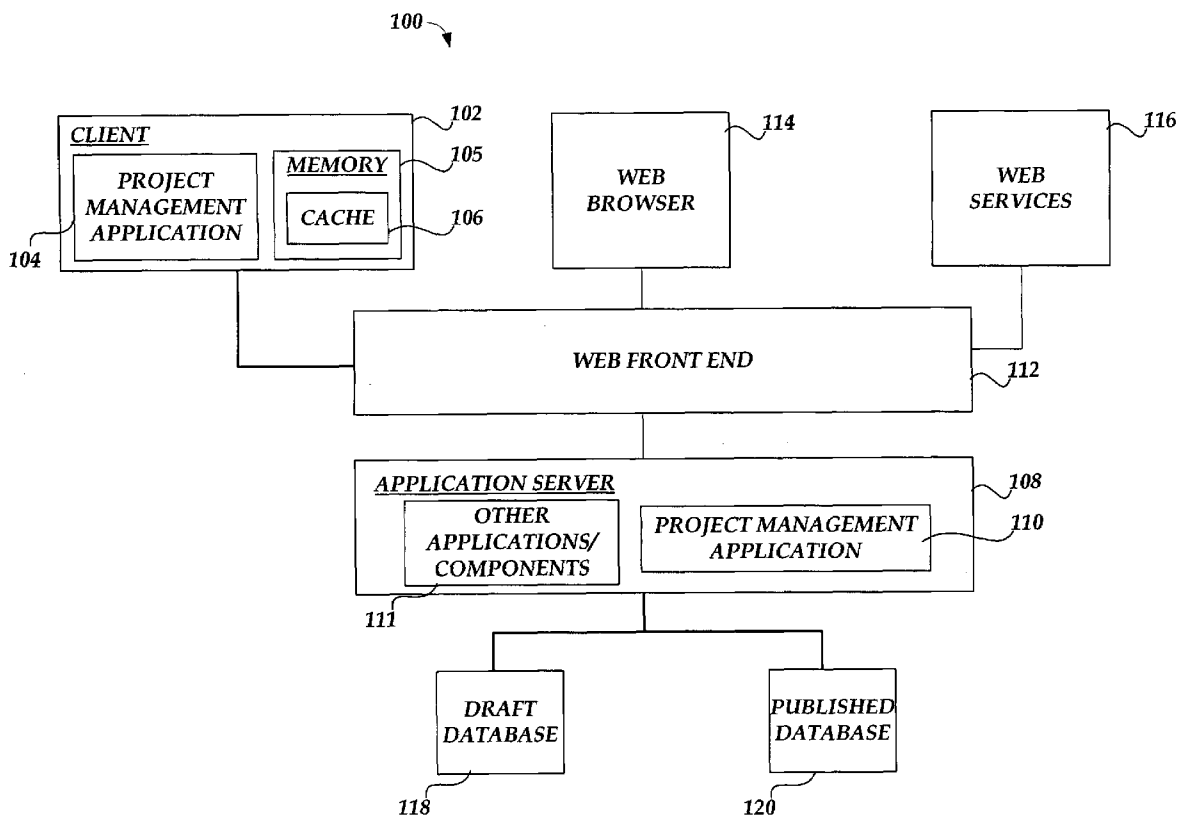 100
102
CLIENT
PROJECT
MANAGEMENT
APPLICATION
104
MEMORY
105
CACHE
106
WEB
BROWSER
114
WEB
SERVICES
116
WEB FRONT END
112
APPLICATION SERVER
108
OTHER
APPLICATIONS/
COMPONENTS
111
PROJECT MANAGEMENT
APPLICATION
110
DRAFT
DATABASE
118
PUBLISHED
DATABASE
120